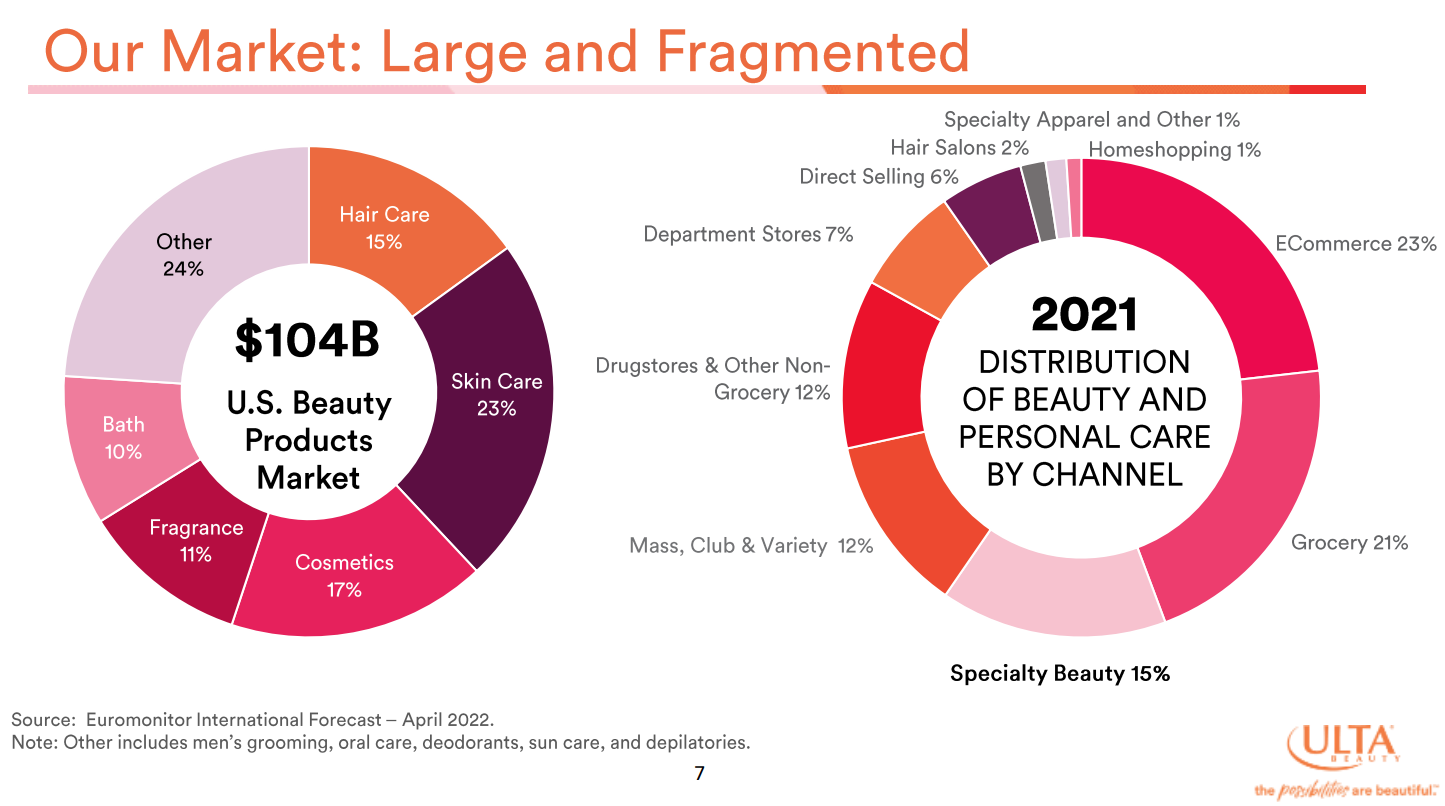 Our Market: Large and Fragmented
Hair Care
15%
Skin Care
23%
Cosmetics
17%
Fragrance
11%
Bath
10%
Other
24%
$104B
U.S. Beauty
Products
Market
Specialty Apparel and Other 1%
Hair Salons 2%
Homeshopping 1%
Direct Selling 6%
Department Stores 7%
ECommerce 23%
Drugstores & Other Non-
Grocery 12%
Mass, Club & Variety 12%
Grocery 21%
Specialty Beauty 15%
2021
DISTRIBUTION
OF BEAUTY AND
PERSONAL CARE
BY CHANNEL
Source: Euromonitor International Forecast – April 2022.
Note: Other includes men's grooming, oral care, deodorants, sun care, and depilatories.
7
ULTA
BEAUTY
the possibilities are beautiful.™